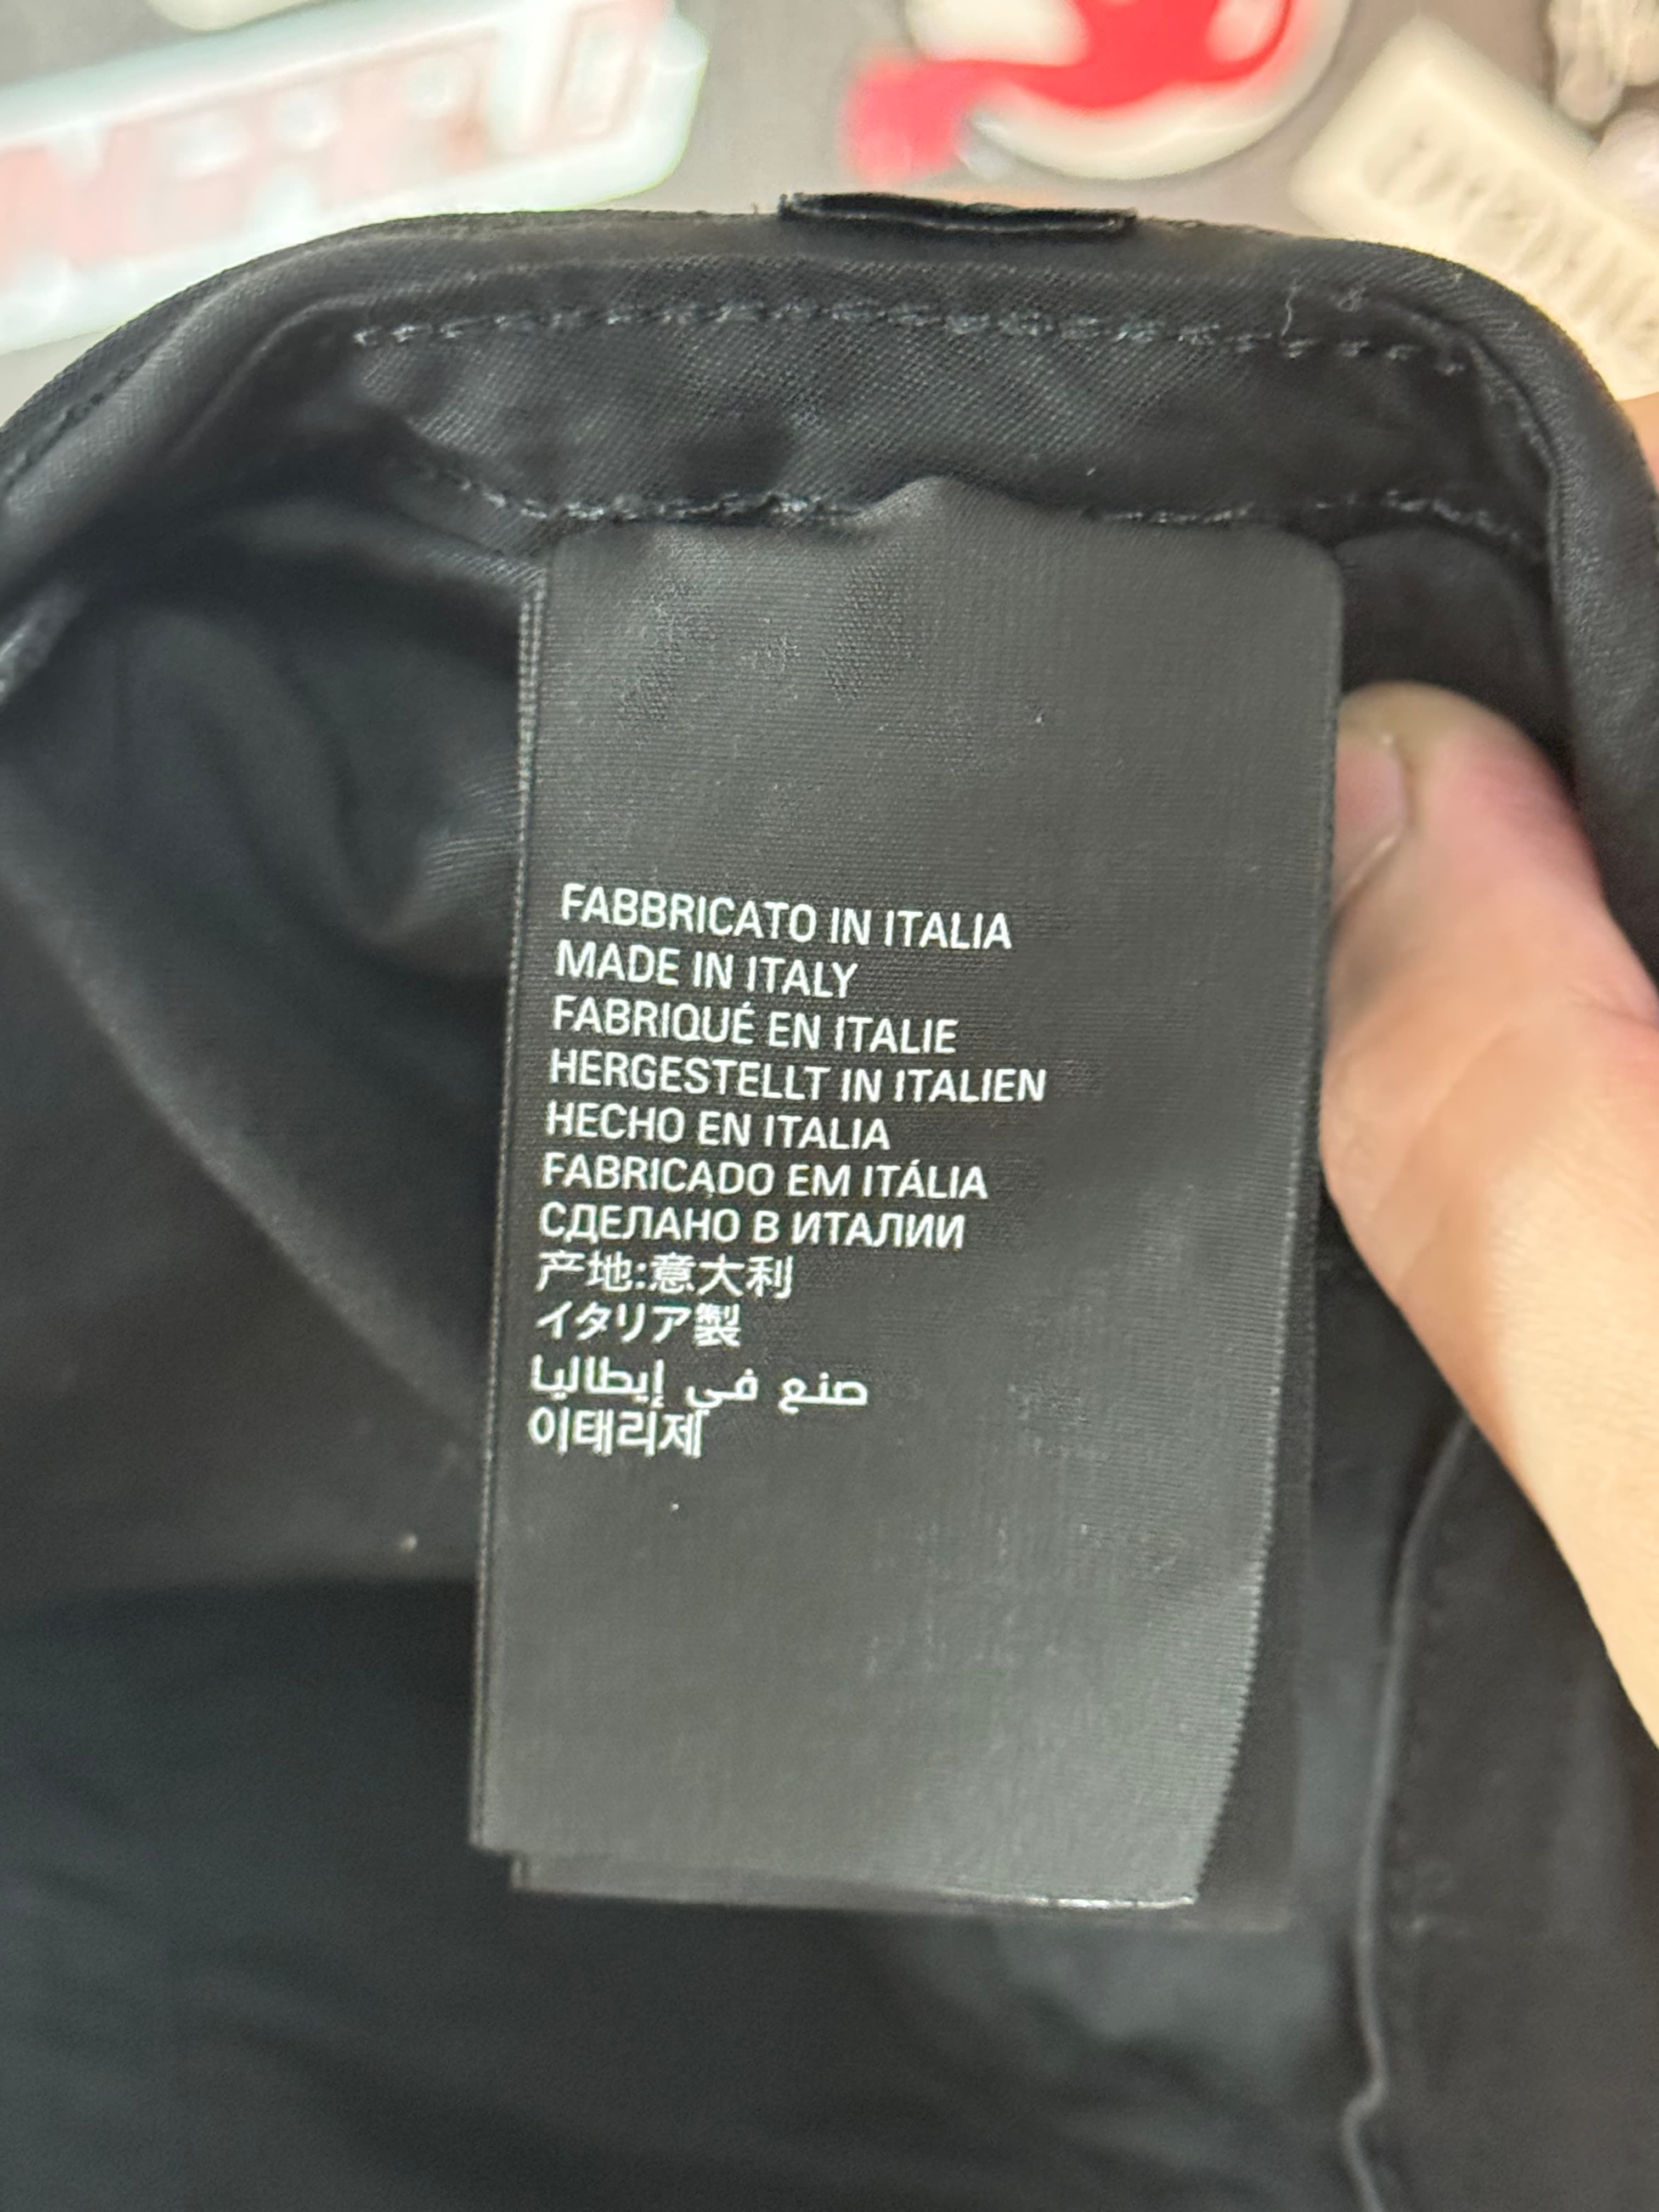 FABBRICATO IN ITALIA
MADE IN ITALY
FABRIQUÉ EN ITALIE
HERGESTELLT IN ITALIEN
HECHO EN ITALIA
FABRICADO EM ITÁLIA
СДЕЛАНО В ИТАЛИИ
产地:意大利
イタリア製
صنع في إيطاليا
이태리제